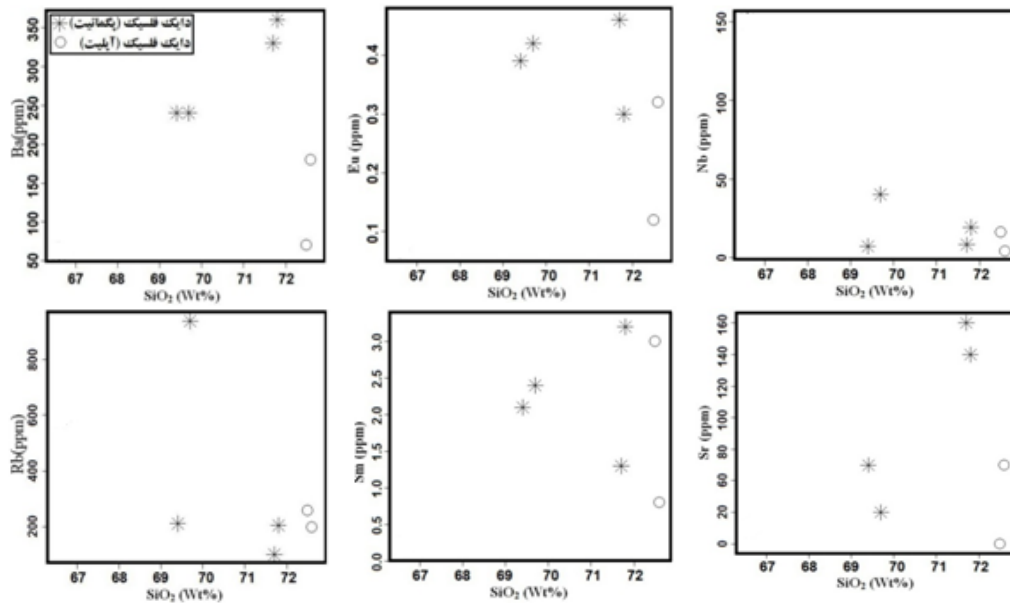 دایک فلسیک (پگماتیت)
دایک فلسیک (آپلیت)
Ba(ppm)
350
300
250
200
150
100
50
67 68 69 70 71 72
SiO₂ (Wt%)
Eu (ppm)
0.4
0.3
0.2
0.1
67 68 69 70 71 72
SiO₂ (Wt%)
Nb (ppm)
150
100
50
0
67 68 69 70 71 72
SiO₂ (Wt%)
Rb(ppm)
800
600
400
200
67 68 69 70 71 72
SiO₂ (Wt%)
Sm (ppm)
3.0
2.5
2.0
1.5
1.0
0.5
0.0
67 68 69 70 71 72
SiO₂ (Wt%)
Sr (ppm)
160
140
120
80
60
40
20
0
67 68 69 70 71 72
SiO₂ (Wt%)